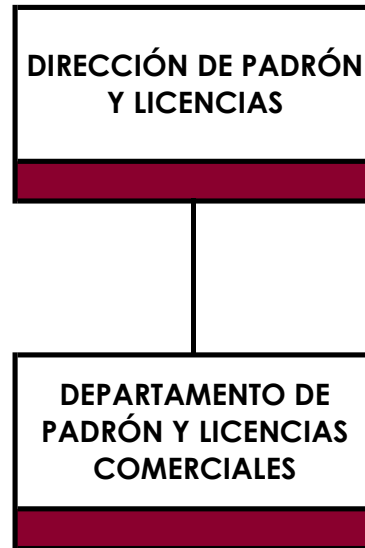 DIRECCIÓN DE PADRÓN
Y LICENCIAS
DEPARTAMENTO DE
PADRÓN Y LICENCIAS
COMERCIALES